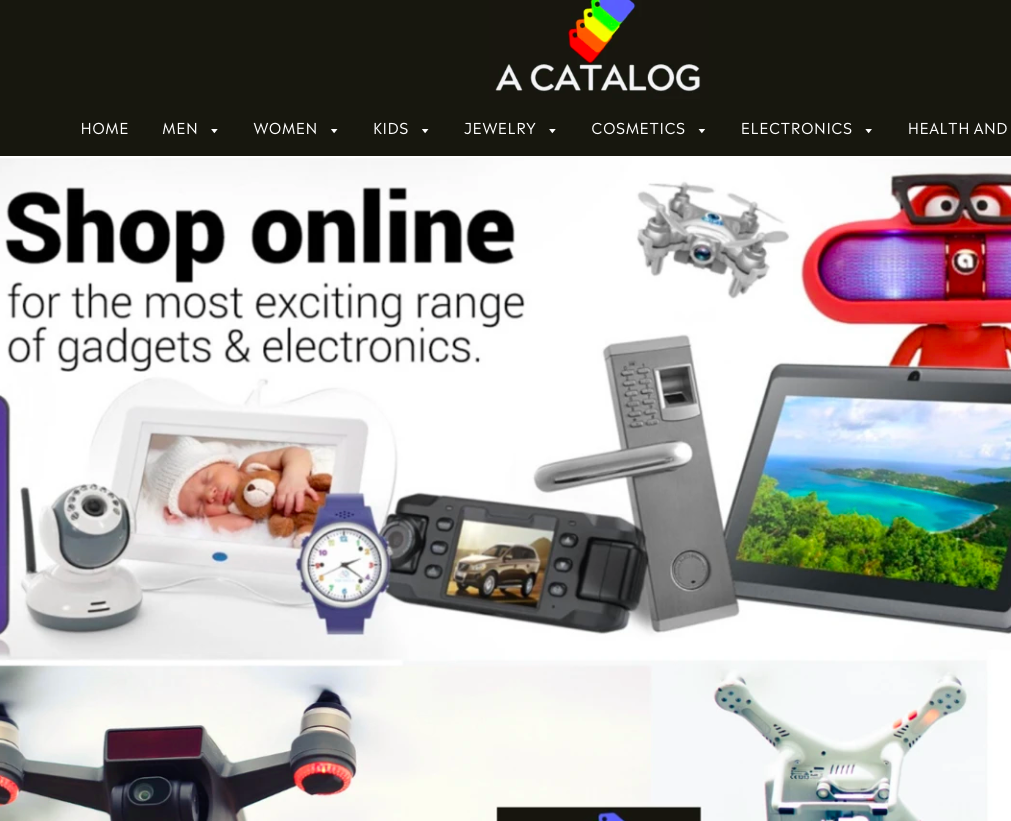 A CATALOG
HOME MEN WOMEN KIDS JEWELRY COSMETICS ELECTRONICS HEALTH AND
Shop online
for the most exciting range
of gadgets & electronics.